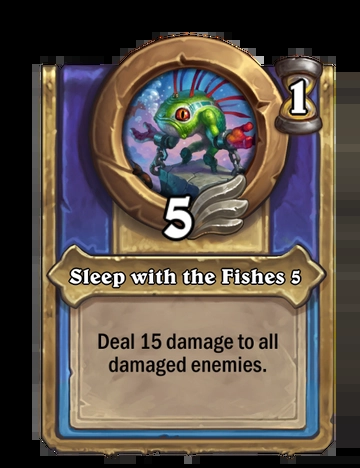 1
5
Sleep with the Fishes 5
Deal 15 damage to all
damaged enemies.